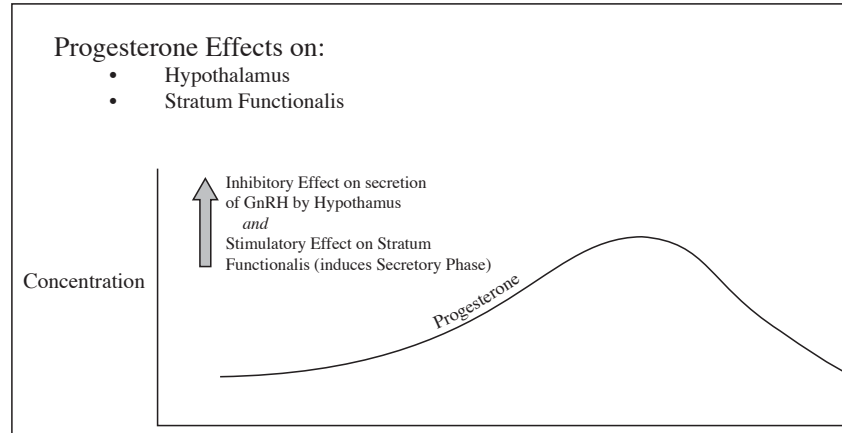 Progesterone Effects on:
• Hypothalamus
• Stratum Functionalis
Inhibitory Effect on secretion
of GnRH by Hypothamus
and
Stimulatory Effect on Stratum
Functionalis (induces Secretory Phase)
Concentration
Progesterone